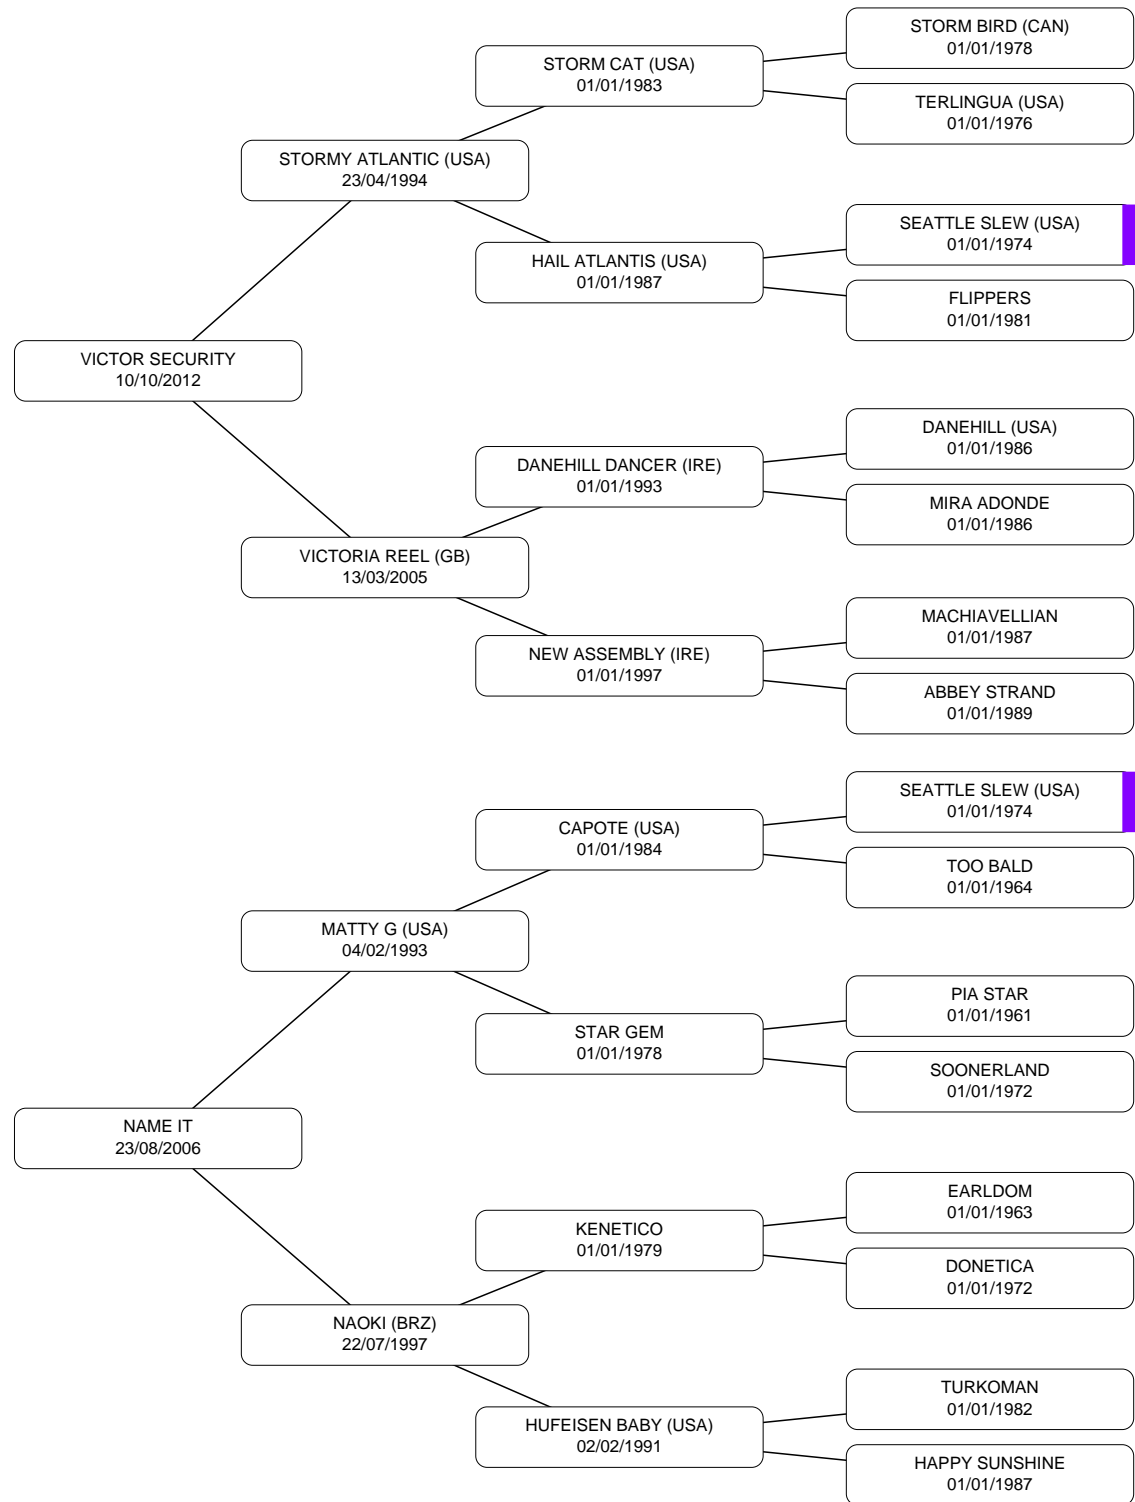 STORM BIRD (CAN)
01/01/1978
STORM CAT (USA)
01/01/1983
TERLINGUA (USA)
01/01/1976
STORMY ATLANTIC (USA)
23/04/1994
SEATTLE SLEW (USA)
01/01/1974
HAIL ATLANTIS (USA)
01/01/1987
FLIPPERS
01/01/1981
VICTOR SECURITY
10/10/2012
DANEHILL (USA)
01/01/1986
DANEHILL DANCER (IRE)
01/01/1993
MIRA ADONDE
01/01/1986
VICTORIA REEL (GB)
13/03/2005
MACHIAVELLIAN
01/01/1987
NEW ASSEMBLY (IRE)
01/01/1997
ABBEY STRAND
01/01/1989
SEATTLE SLEW (USA)
01/01/1974
CAPOTE (USA)
01/01/1984
TOO BALD
01/01/1964
MATTY G (USA)
04/02/1993
PIA STAR
01/01/1961
STAR GEM
01/01/1978
SOONERLAND
01/01/1972
NAME IT
23/08/2006
EARLDOM
01/01/1963
KENETICO
01/01/1979
DONETICA
01/01/1972
NAOKI (BRZ)
22/07/1997
TURKOMAN
01/01/1982
HUFEISEN BABY (USA)
02/02/1991
HAPPY SUNSHINE
01/01/1987